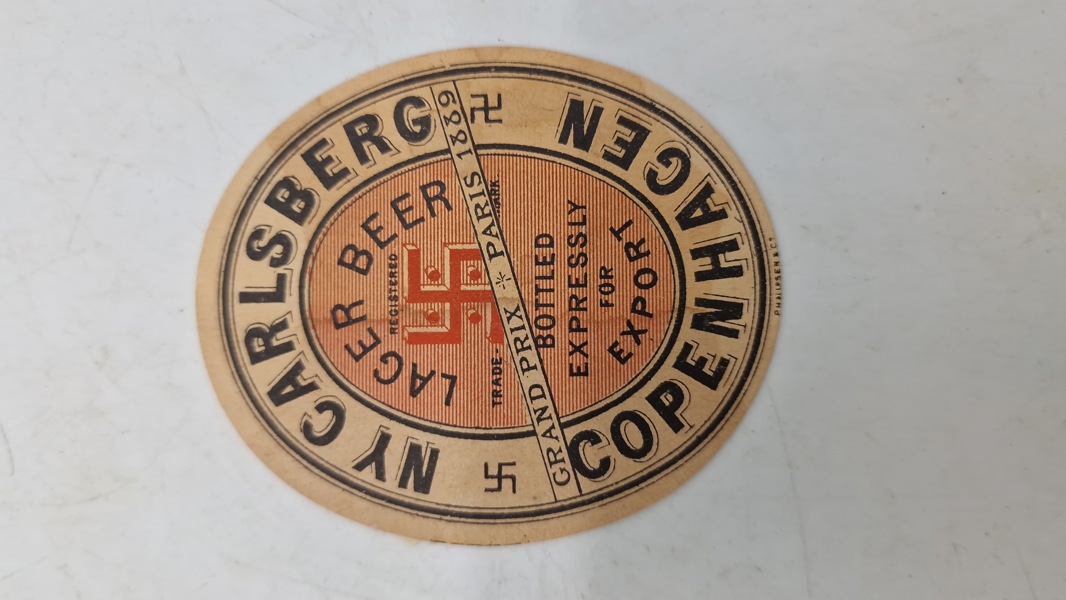 NY CARLSBERG
LAGER BEER
REGISTERED
TRADE-MARK
GRAND PRIX PARIS 1889
BOTTLED
EXPRESSLY
FOR
EXPORT
COPENHAGEN